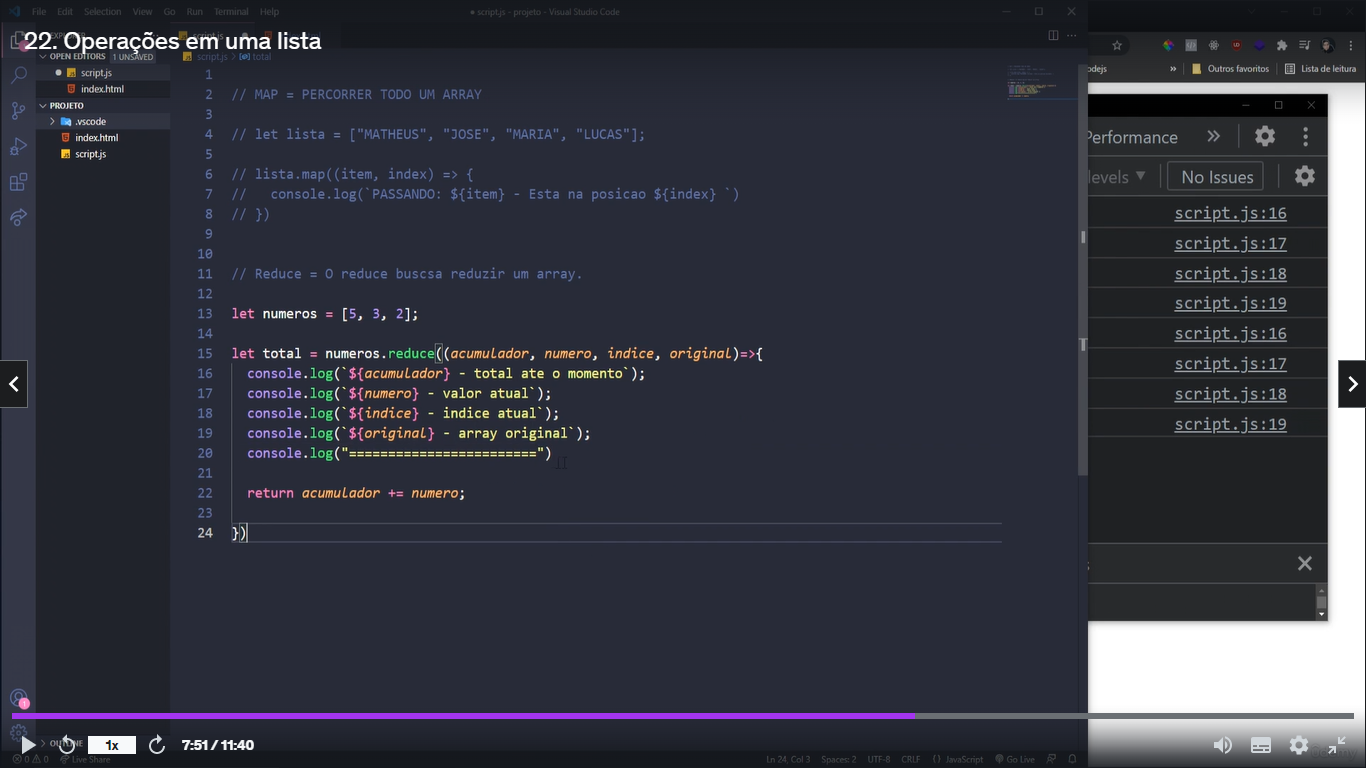 File Edit Selection View Go Run Terminal Help
● script.js - projeto - Visual Studio Code
22. Operações em uma lista
OPEN EDITORS 1 UNSAVED
script.js
index.html
PROJETO
.vscode
index.html
script.js
script.js > total
1
2 // MAP = PERCORRER TODO UM ARRAY
3
4 // let lista = ["MATHEUS", "JOSE", "MARIA", "LUCAS"];
5
6 // lista.map((item, index) => {
7 //   console.log(`PASSANDO: ${item} - Esta na posicao ${index} `)
8 // })
9
10
11 // Reduce = O reduce buscsa reduzir um array.
12
13 let numeros = [5, 3, 2];
14
15 let total = numeros.reduce((acumulador, numero, indice, original)=>{
16   console.log(`${acumulador} - total ate o momento`);
17   console.log(`${numero} - valor atual`);
18   console.log(`${indice} - indice atual`);
19   console.log(`${original} - array original`);
20   console.log("========================")
21
22   return acumulador += numero;
23
24 })
dejs
» Outros favoritos Lista de leitura
Performance »
levels ▼ No Issues
script.js:16
script.js:17
script.js:18
script.js:19
script.js:16
script.js:17
script.js:18
script.js:19
OUTLINE
1x
7:51 / 11:40
0 0 Live Share
Ln 24, Col 3 Spaces: 2 UTF-8 CRLF JavaScript Go Live